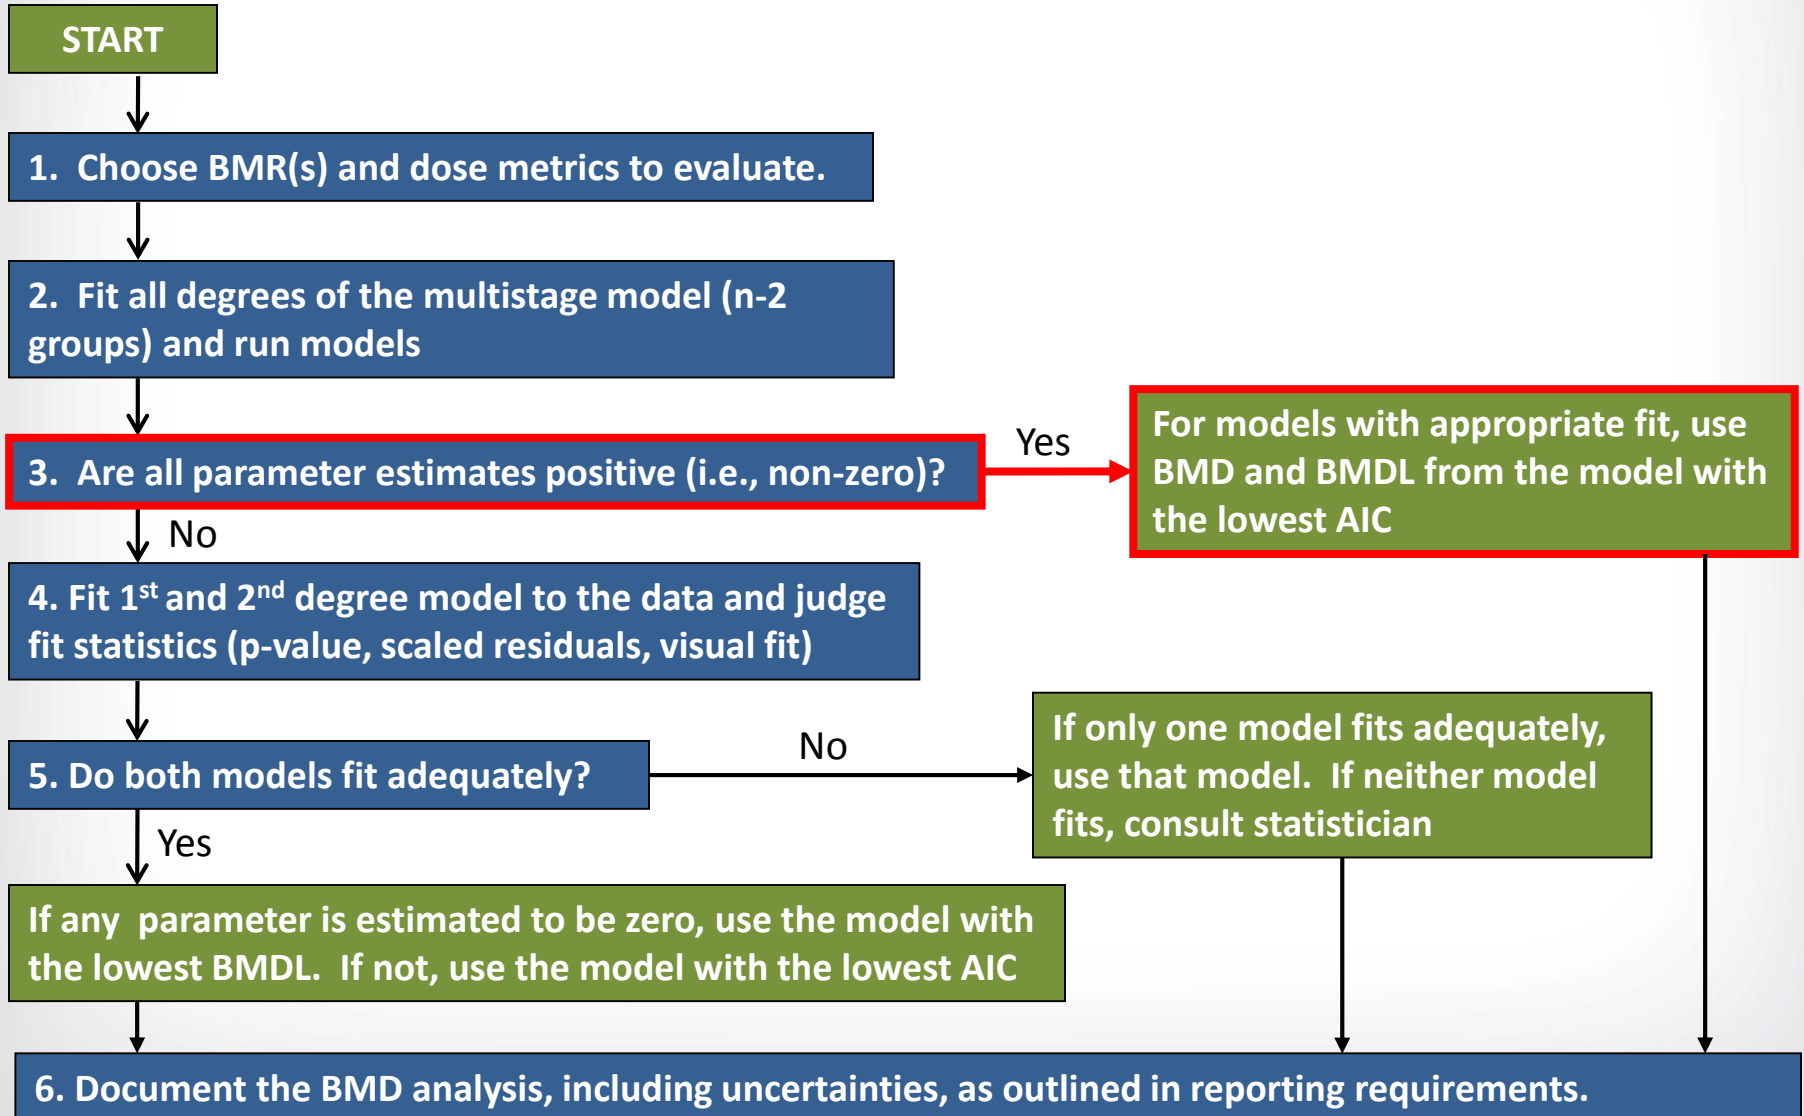 START
1. Choose BMR(s) and dose metrics to evaluate.
2. Fit all degrees of the multistage model (n-2
groups) and run models
3. Are all parameter estimates positive (i.e., non-zero)?
Yes
For models with appropriate fit, use
BMD and BMDL from the model with
the lowest AIC
No
4. Fit 1st and 2nd degree model to the data and judge
fit statistics (p-value, scaled residuals, visual fit)
5. Do both models fit adequately?
No
If only one model fits adequately,
use that model. If neither model
fits, consult statistician
Yes
If any parameter is estimated to be zero, use the model with
the lowest BMDL. If not, use the model with the lowest AIC
6. Document the BMD analysis, including uncertainties, as outlined in reporting requirements.